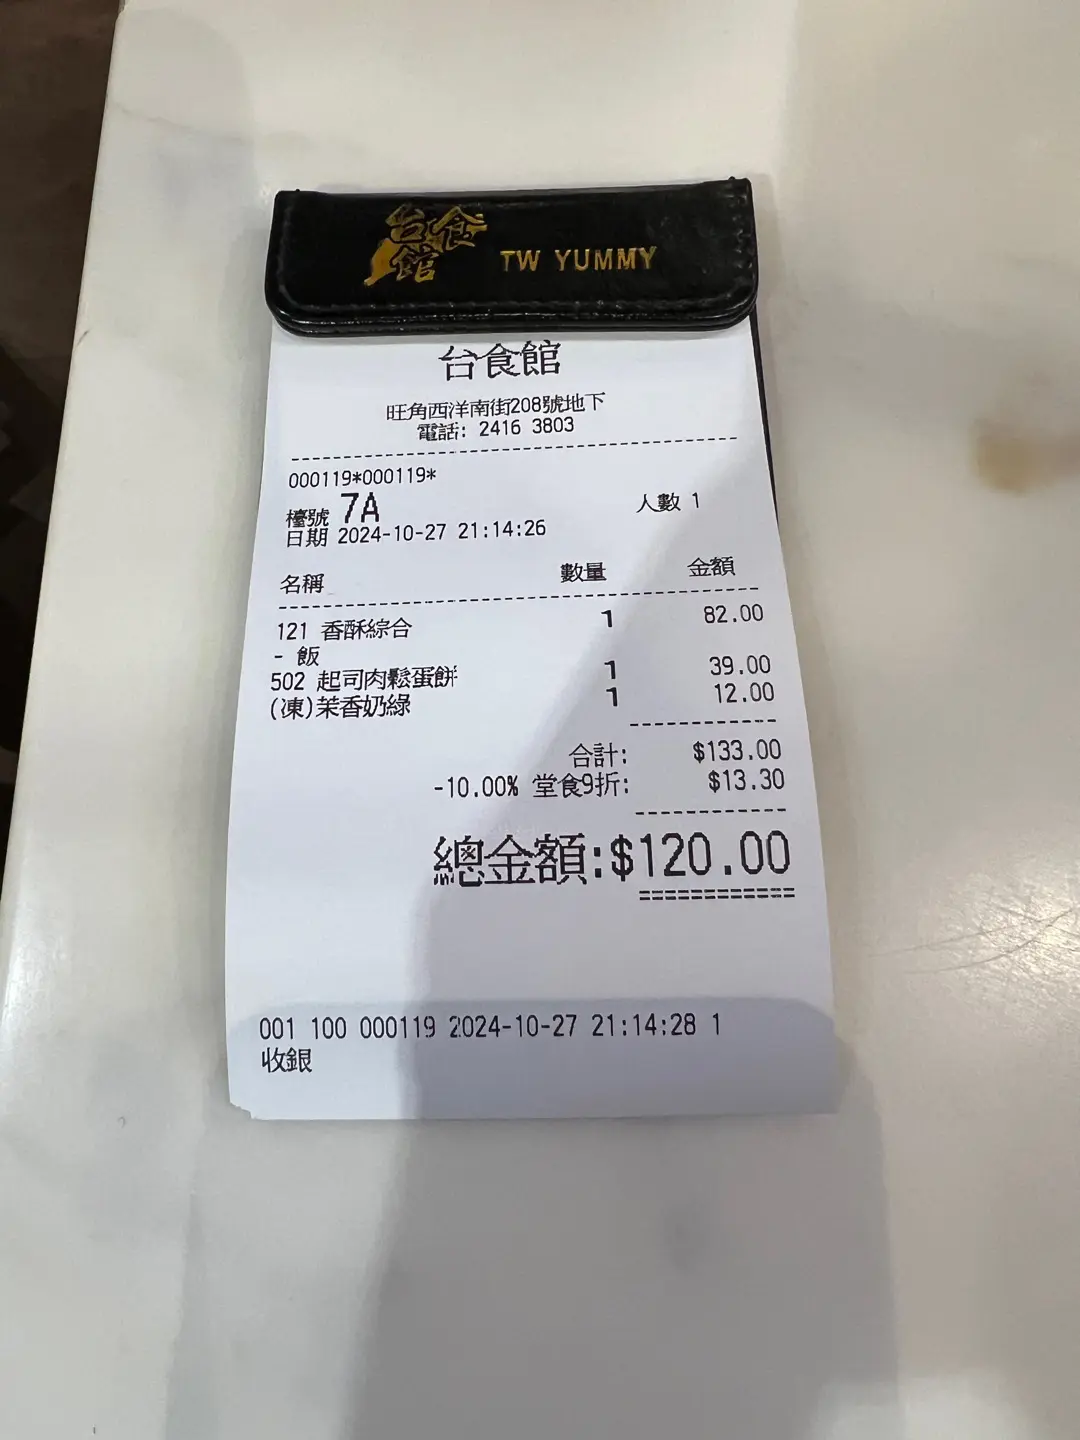 台食館 TW YUMMY
台食館
旺角西洋南街208號地下
電話: 2416 3803
000119*000119*
檯號 7A 人數 1
日期 2024-10-27 21:14:26
名稱 數量 金額
121 香酥綜合 1 82.00
- 飯
502 起司肉鬆蛋餅 1 39.00
(凍)茉香奶綠 1 12.00
合計: $133.00
-10.00% 堂食9折: $13.30
總金額:$120.00
001 100 000119 2024-10-27 21:14:28 1
收銀